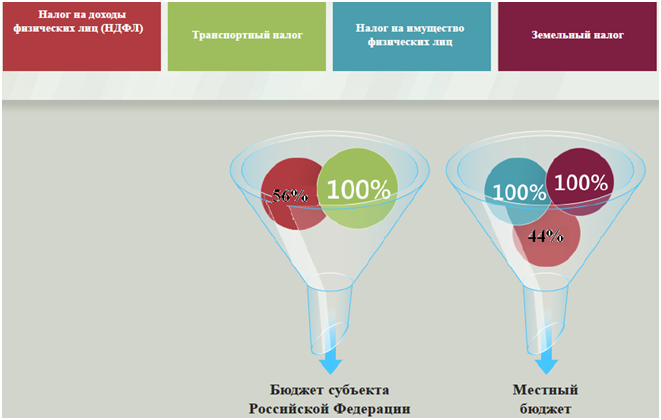 Налог на доходы
физических лиц (НДФЛ)
Транспортный налог
Налог на имущество
физических лиц
Земельный налог
56%
100%
100%
100%
44%
Бюджет субъекта
Российской Федерации
Местный
бюджет